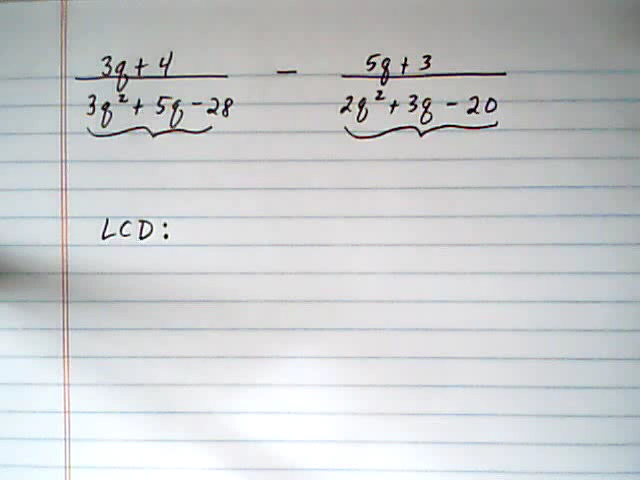 3q + 4 — 5q + 3
3q² + 5q - 28 2q² + 3q - 20
LCD: